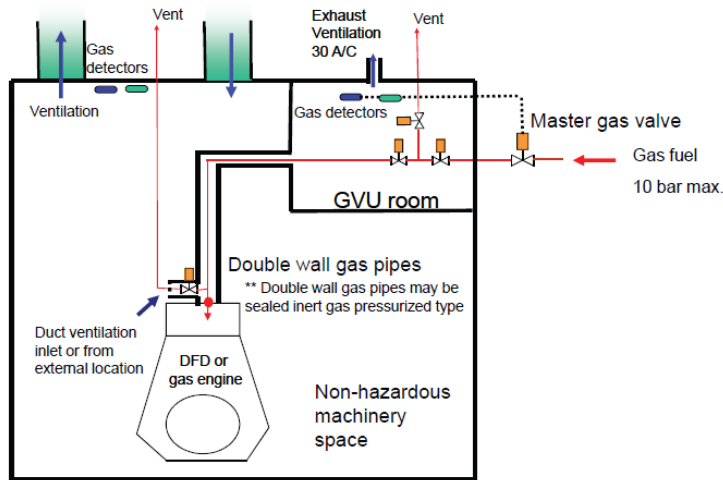 Vent
Exhaust
Ventilation
30 A/C
Vent
Gas
detectors
Ventilation
Gas detectors
Master gas valve
Gas fuel
10 bar max.
GVU room
Double wall gas pipes
** Double wall gas pipes may be
sealed inert gas pressurized type
Duct ventilation
inlet or from
external location
DFD or
gas engine
Non-hazardous
machinery
space